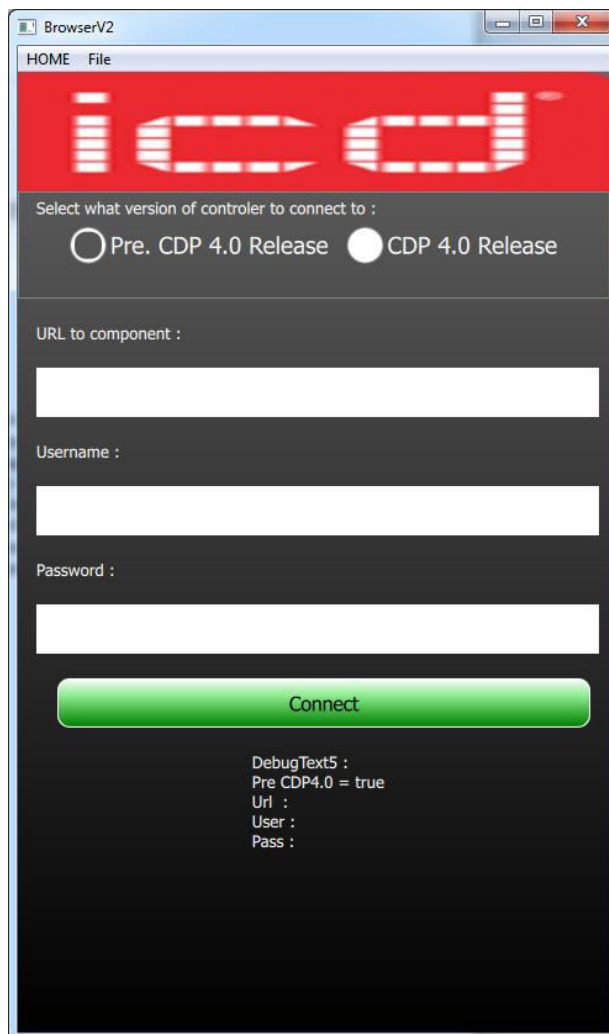 BrowserV2
HOME File
icd
Select what version of controler to connect to :
Pre. CDP 4.0 Release CDP 4.0 Release
URL to component :
Username :
Password :
Connect
DebugText5 :
Pre CDP4.0 = true
Url :
User :
Pass :